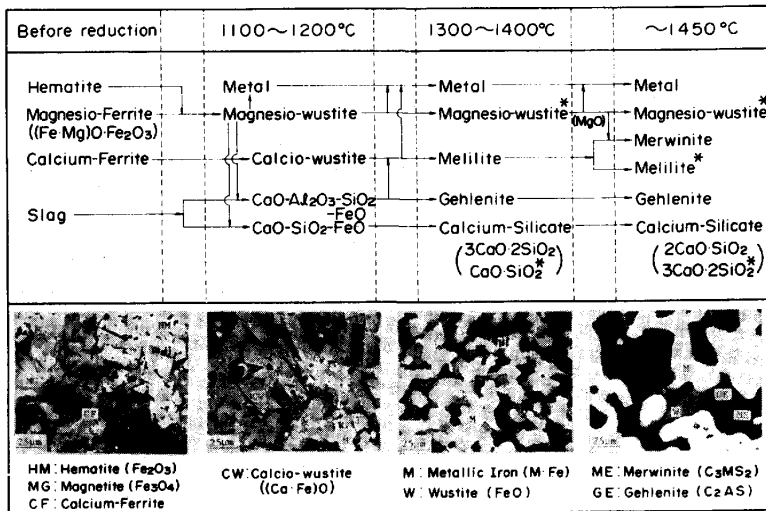 Before reduction
1100~1200°C
1300~1400°C
~1450°C
Hematite
Metal
Metal
Metal
Magnesio-Ferrite
Magnesio-wustite
Magnesio-wustite*
(MgO)
Magnesio-wustite*
((Fe·Mg)O·Fe₂O₃)
Merwinite
Calcium-Ferrite
Calcio-wustite
Melilite
Melilite*
Slag
CaO-Al₂O₃-SiO₂
-FeO
Gehlenite
Gehlenite
CaO-SiO₂-FeO
Calcium-Silicate
Calcium-Silicate
(3CaO·2SiO₂
CaO·SiO₂*)
(2CaO·SiO₂
3CaO·2SiO₂*)
HM
CF
25μm
25μm
M
25μm
M
GE
W
ME
25μm
HM: Hematite (Fe₂O₃)
MG: Magnetite (Fe₃O₄)
CF: Calcium-Ferrite
CW: Calcio-wustite
((Ca·Fe)O)
M: Metallic Iron (M·Fe)
W: Wustite (FeO)
ME: Merwinite (C₃MS₂)
GE: Gehlenite (C₂AS)